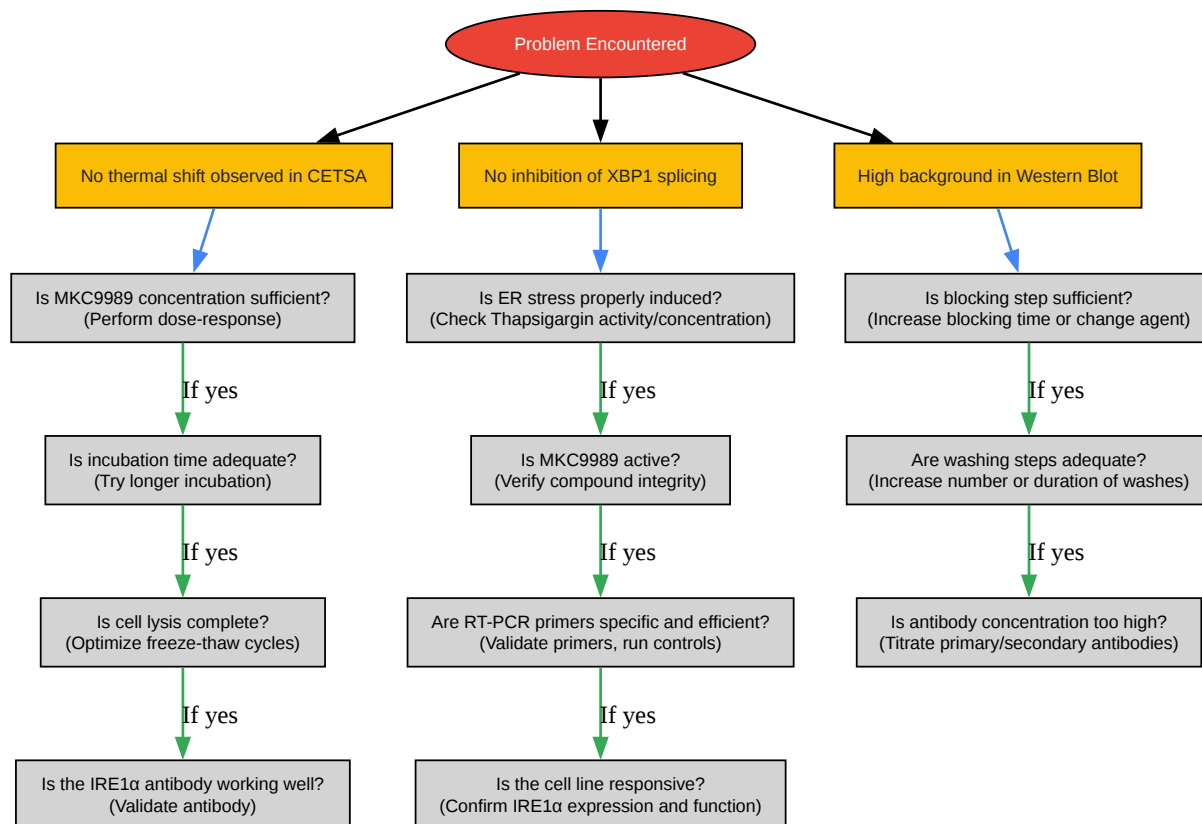 Problem Encountered
No thermal shift observed in CETSA
No inhibition of XBP1 splicing
High background in Western Blot
Is MKC9989 concentration sufficient?
(Perform dose-response)
Is ER stress properly induced?
(Check Thapsigargin activity/concentration)
Is blocking step sufficient?
(Increase blocking time or change agent)
If yes
If yes
If yes
Is incubation time adequate?
(Try longer incubation)
Is MKC9989 active?
(Verify compound integrity)
Are washing steps adequate?
(Increase number or duration of washes)
If yes
If yes
If yes
Is cell lysis complete?
(Optimize freeze-thaw cycles)
Are RT-PCR primers specific and efficient?
(Validate primers, run controls)
Is antibody concentration too high?
(Titrate primary/secondary antibodies)
If yes
If yes
Is the IRE1α antibody working well?
(Validate antibody)
Is the cell line responsive?
(Confirm IRE1α expression and function)